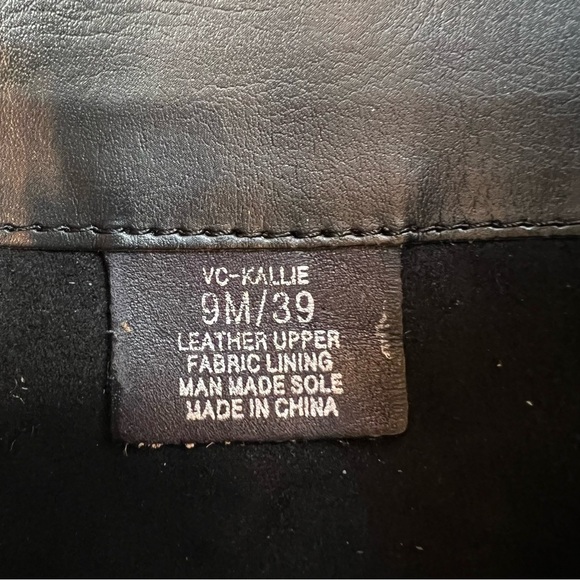 VC-KALLIE
9M/39
LEATHER UPPER
FABRIC LINING
MAN MADE SOLE
MADE IN CHINA